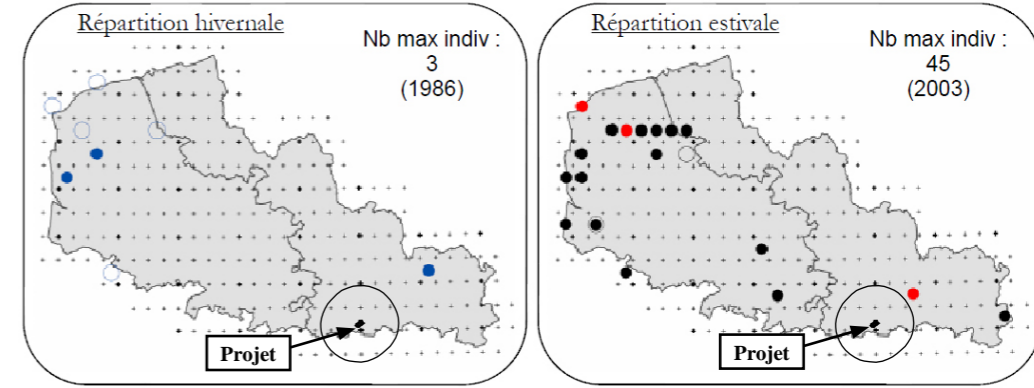 Répartition hivernale
Nb max indiv :
3
(1986)
Projet
Répartition estivale
Nb max indiv :
45
(2003)
Projet